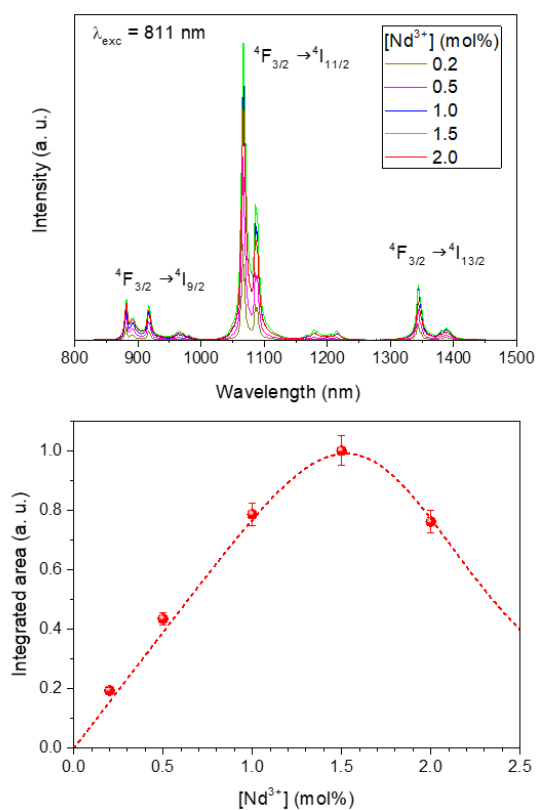 λexc = 811 nm
⁴F₃/₂ →⁴I₁₁/₂
[Nd³⁺] (mol%)
0.2
0.5
1.0
1.5
2.0
⁴F₃/₂ →⁴I₉/₂
⁴F₃/₂ →⁴I₁₃/₂
Intensity (a. u.)
800 900 1000 1100 1200 1300 1400 1500
Wavelength (nm)
1.0
0.8
0.6
0.4
0.2
0.0
Integrated area (a. u.)
0.0 0.5 1.0 1.5 2.0 2.5
[Nd³⁺] (mol%)